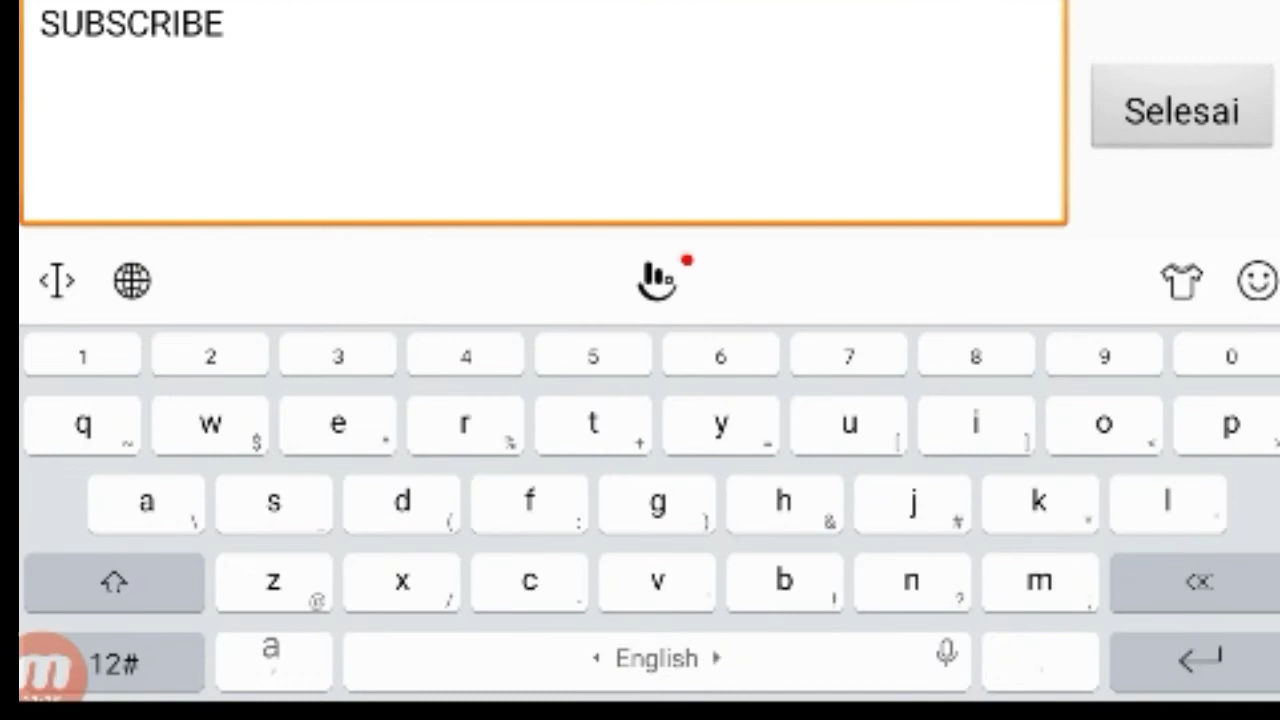 SUBSCRIBE
Selesai
1 2 3 4 5 6 7 8 9 0
q w e r t y u i o p
~ $ + = [ ] <
a s d f g h j k l
\ _ ( : ) & #
z x c v b n m
@ / - ! ?
12# a English